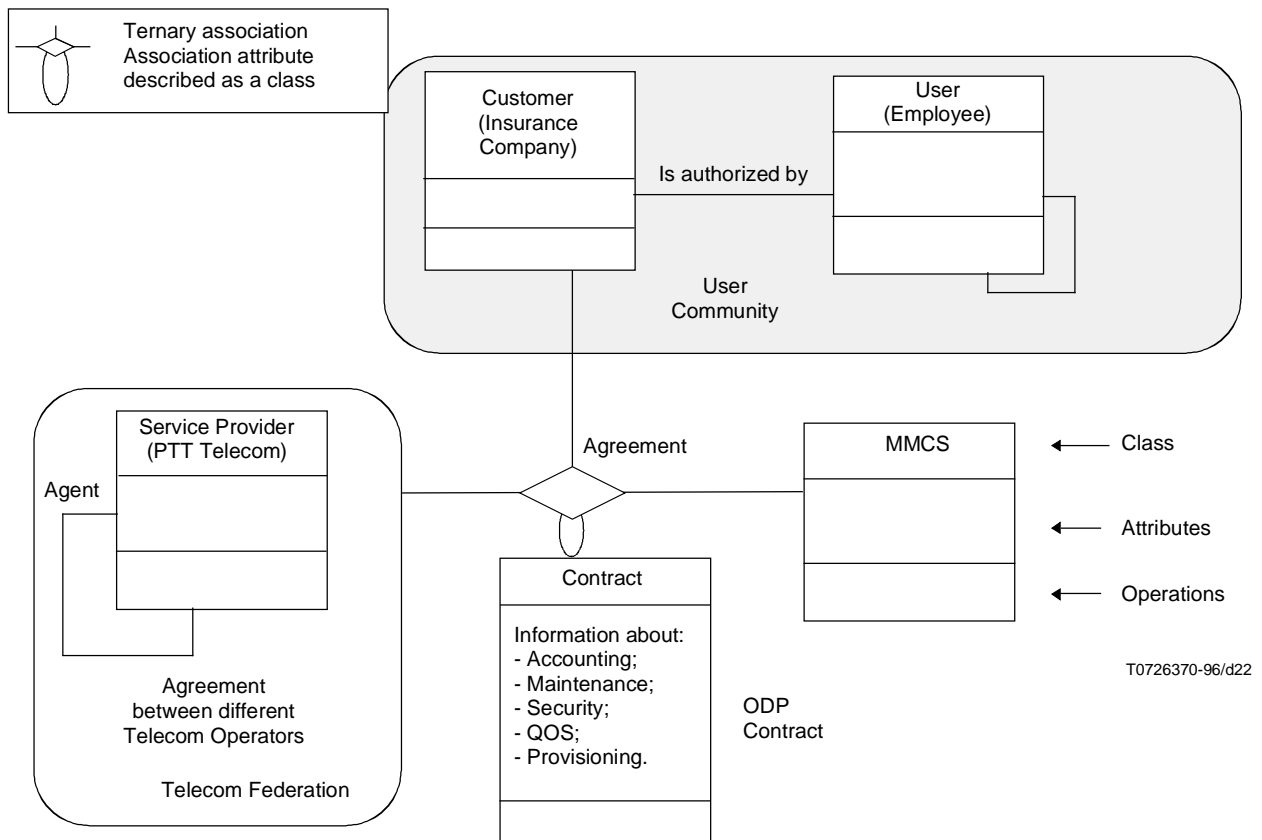 Ternary association
Association attribute
described as a class
Customer
(Insurance
Company)
User
(Employee)
Is authorized by
User
Community
Service Provider
(PTT Telecom)
Agent
Agreement
between different
Telecom Operators
Telecom Federation
Agreement
MMCS
Class
Attributes
Operations
Contract
Information about:
- Accounting;
- Maintenance;
- Security;
- QOS;
- Provisioning.
ODP
Contract
T0726370-96/d22